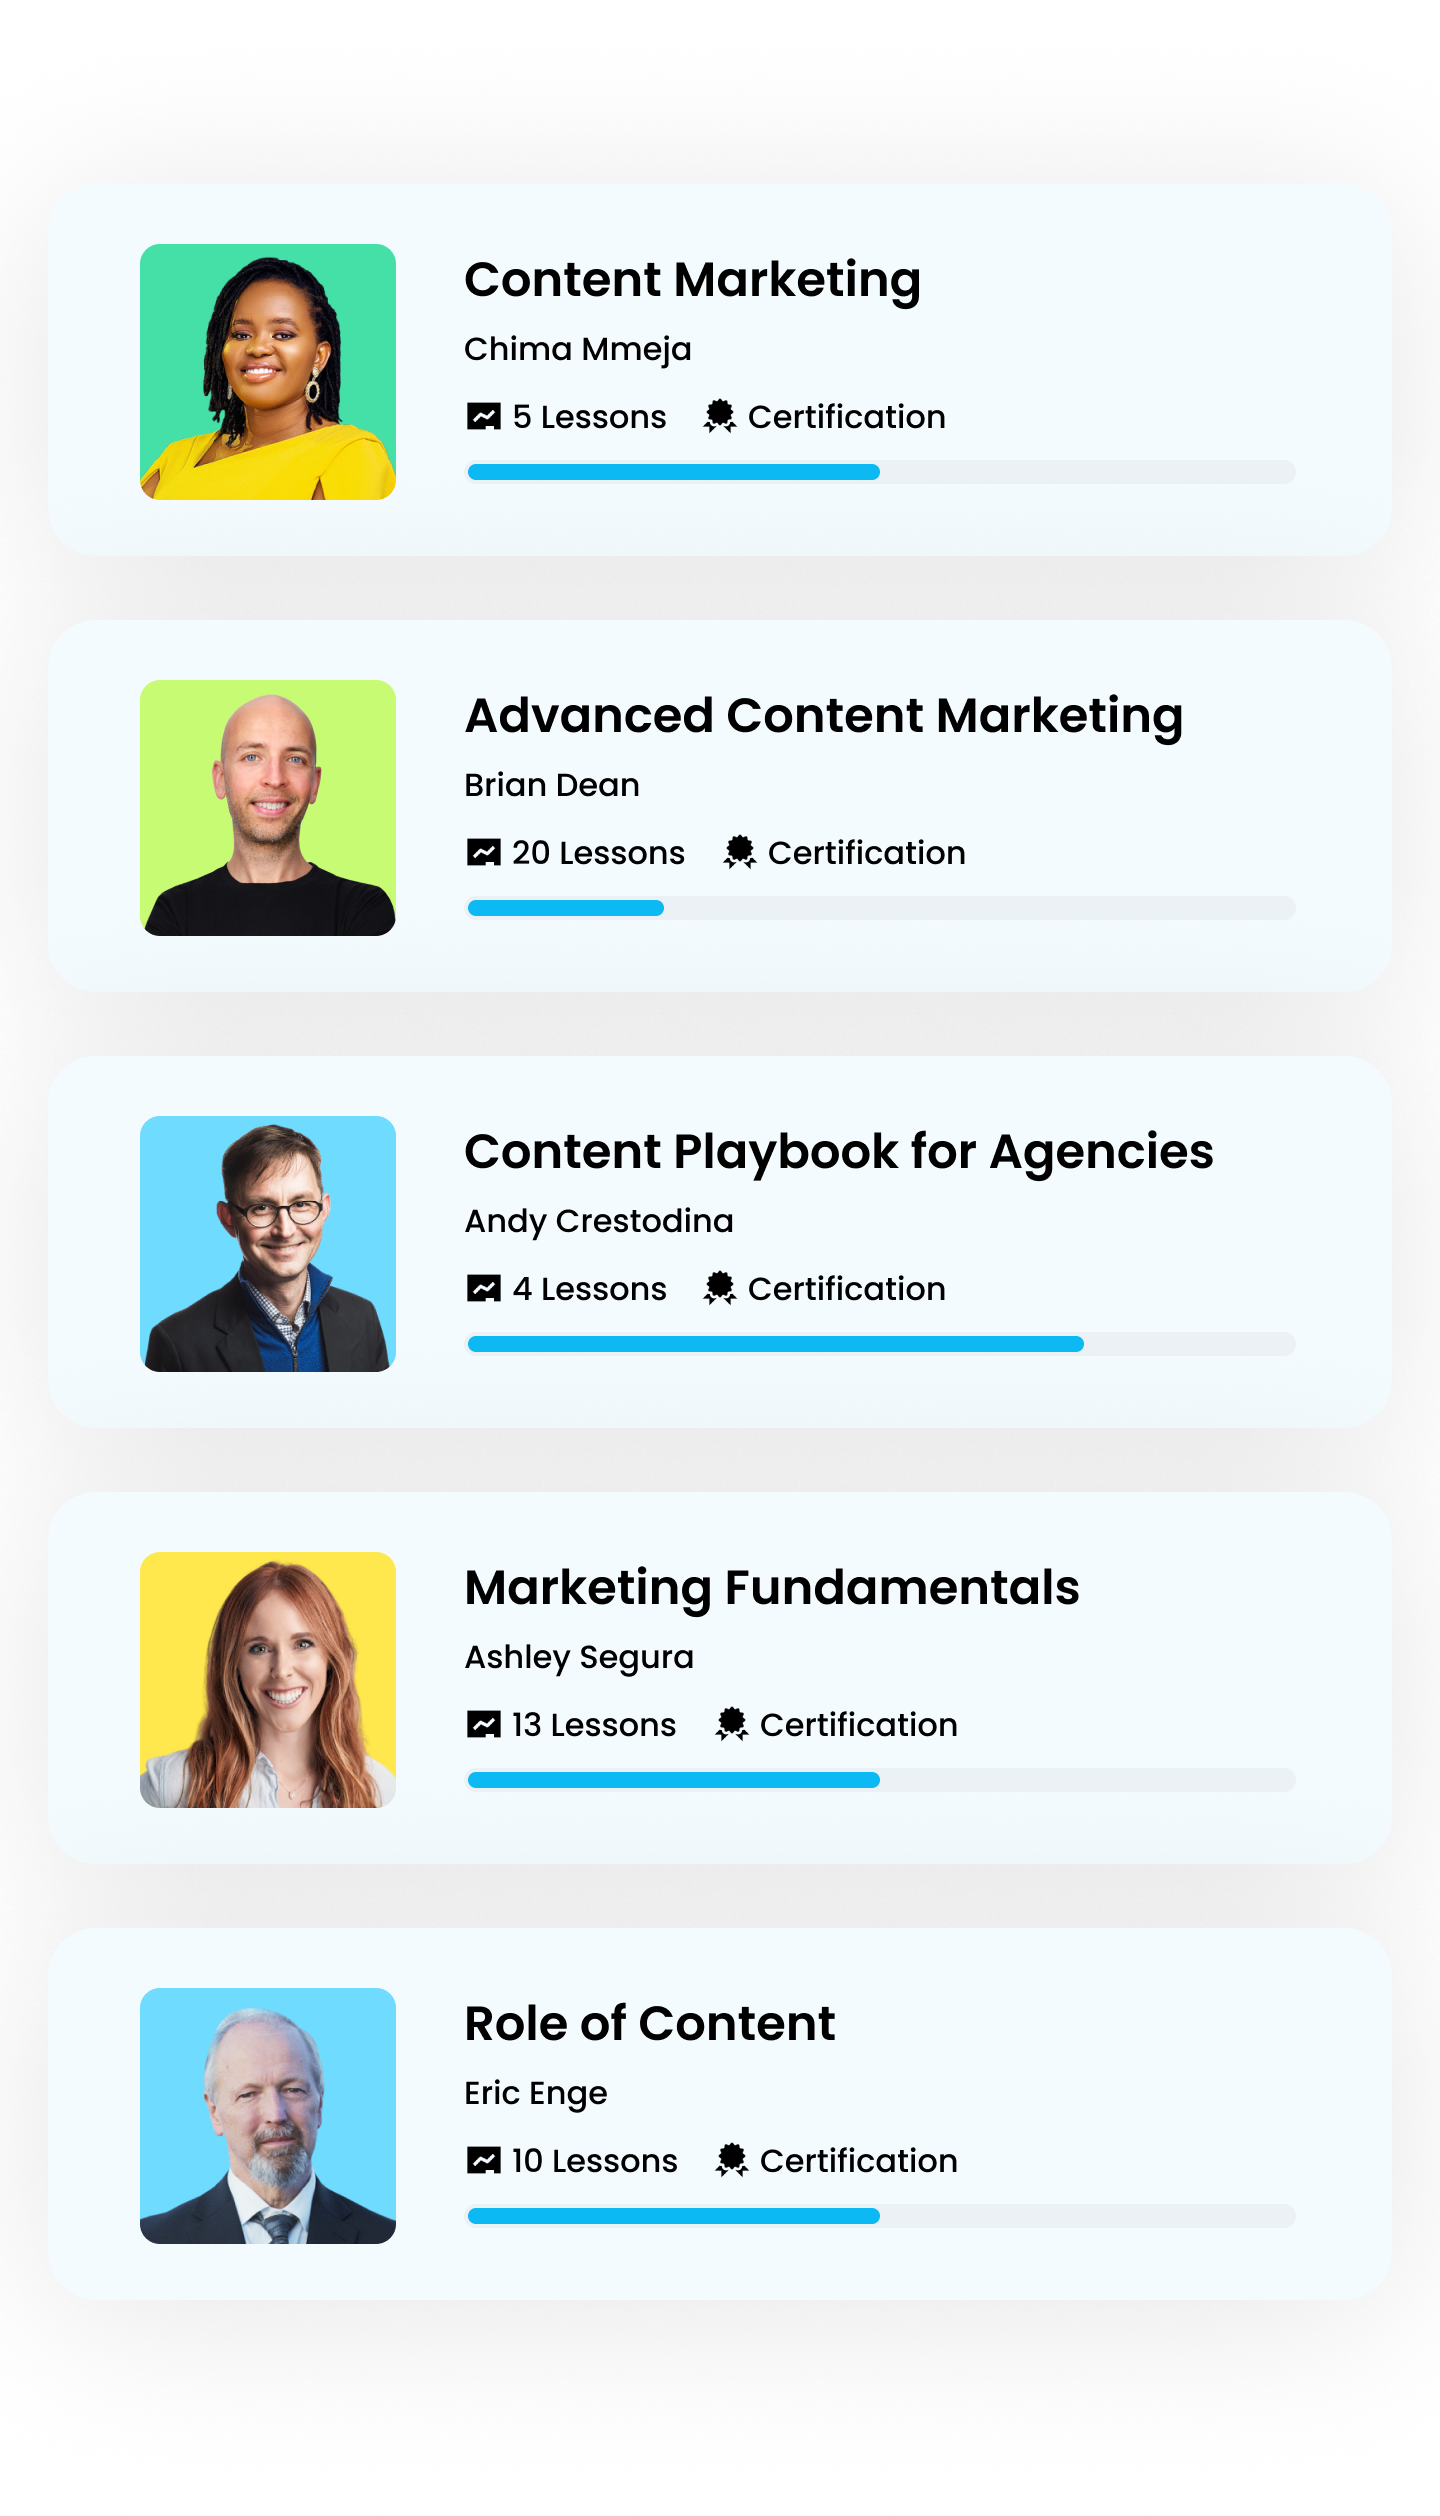 Content Marketing
Chima Mmeja
5 Lessons Certification
Advanced Content Marketing
Brian Dean
20 Lessons Certification
Content Playbook for Agencies
Andy Crestodina
4 Lessons Certification
Marketing Fundamentals
Ashley Segura
13 Lessons Certification
Role of Content
Eric Enge
10 Lessons Certification